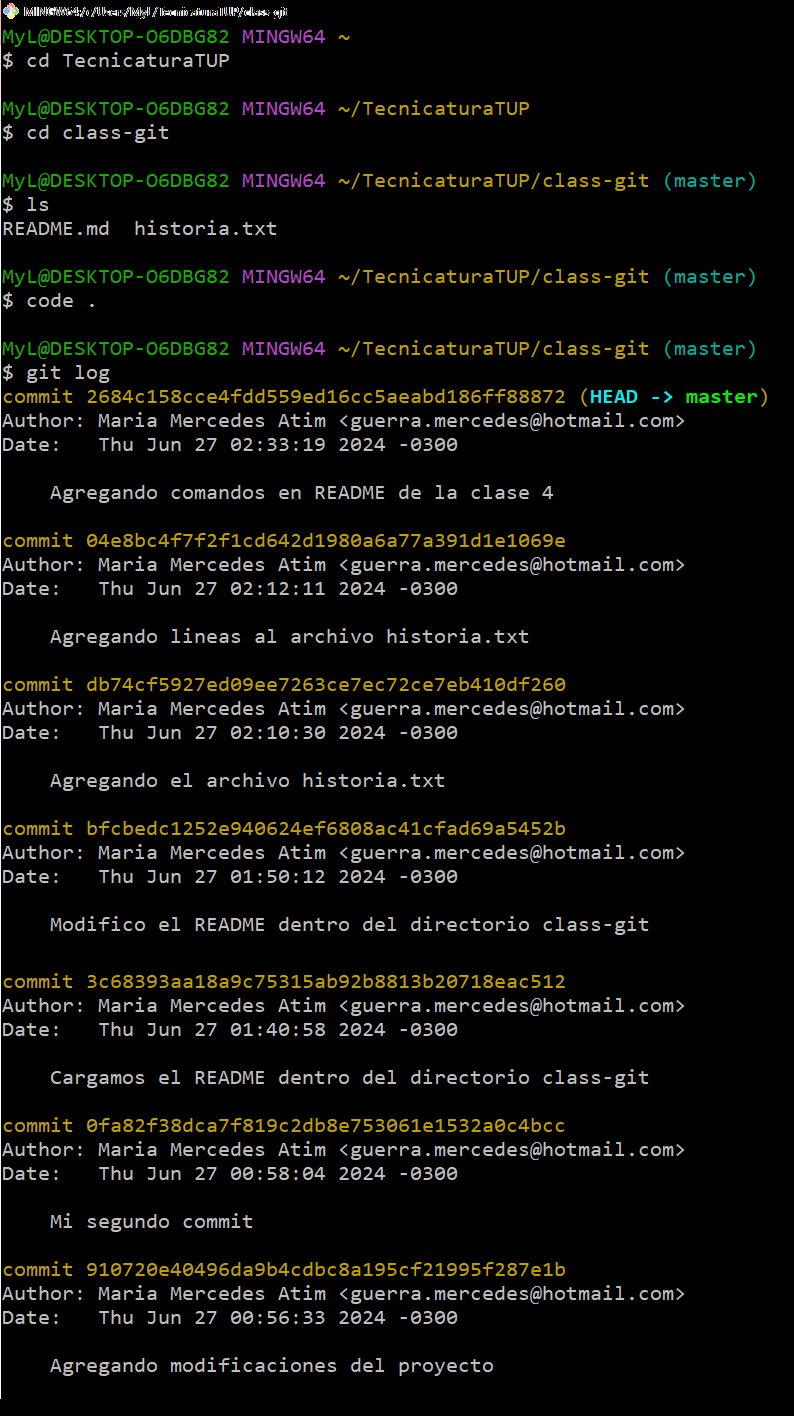 MINGW64:/c/Users/MyL/TecnicaturaTUP/class-git
MyL@DESKTOP-O6DBG82 MINGW64 ~
$ cd TecnicaturaTUP
MyL@DESKTOP-O6DBG82 MINGW64 ~/TecnicaturaTUP
$ cd class-git
MyL@DESKTOP-O6DBG82 MINGW64 ~/TecnicaturaTUP/class-git (master)
$ ls
README.md  historia.txt
MyL@DESKTOP-O6DBG82 MINGW64 ~/TecnicaturaTUP/class-git (master)
$ code .
MyL@DESKTOP-O6DBG82 MINGW64 ~/TecnicaturaTUP/class-git (master)
$ git log
commit 2684c158cce4fdd559ed16cc5aeabd186ff88872 (HEAD -> master)
Author: Maria Mercedes Atim <guerra.mercedes@hotmail.com>
Date:   Thu Jun 27 02:33:19 2024 -0300
Agregando comandos en README de la clase 4
commit 04e8bc4f7f2f1cd642d1980a6a77a391d1e1069e
Author: Maria Mercedes Atim <guerra.mercedes@hotmail.com>
Date:   Thu Jun 27 02:12:11 2024 -0300
Agregando lineas al archivo historia.txt
commit db74cf5927ed09ee7263ce7ec72ce7eb410df260
Author: Maria Mercedes Atim <guerra.mercedes@hotmail.com>
Date:   Thu Jun 27 02:10:30 2024 -0300
Agregando el archivo historia.txt
commit bfcbedc1252e940624ef6808ac41cfad69a5452b
Author: Maria Mercedes Atim <guerra.mercedes@hotmail.com>
Date:   Thu Jun 27 01:50:12 2024 -0300
Modifico el README dentro del directorio class-git
commit 3c68393aa18a9c75315ab92b8813b20718eac512
Author: Maria Mercedes Atim <guerra.mercedes@hotmail.com>
Date:   Thu Jun 27 01:40:58 2024 -0300
Cargamos el README dentro del directorio class-git
commit 0fa82f38dca7f819c2db8e753061e1532a0c4bcc
Author: Maria Mercedes Atim <guerra.mercedes@hotmail.com>
Date:   Thu Jun 27 00:58:04 2024 -0300
Mi segundo commit
commit 910720e40496da9b4cdbc8a195cf21995f287e1b
Author: Maria Mercedes Atim <guerra.mercedes@hotmail.com>
Date:   Thu Jun 27 00:56:33 2024 -0300
Agregando modificaciones del proyecto